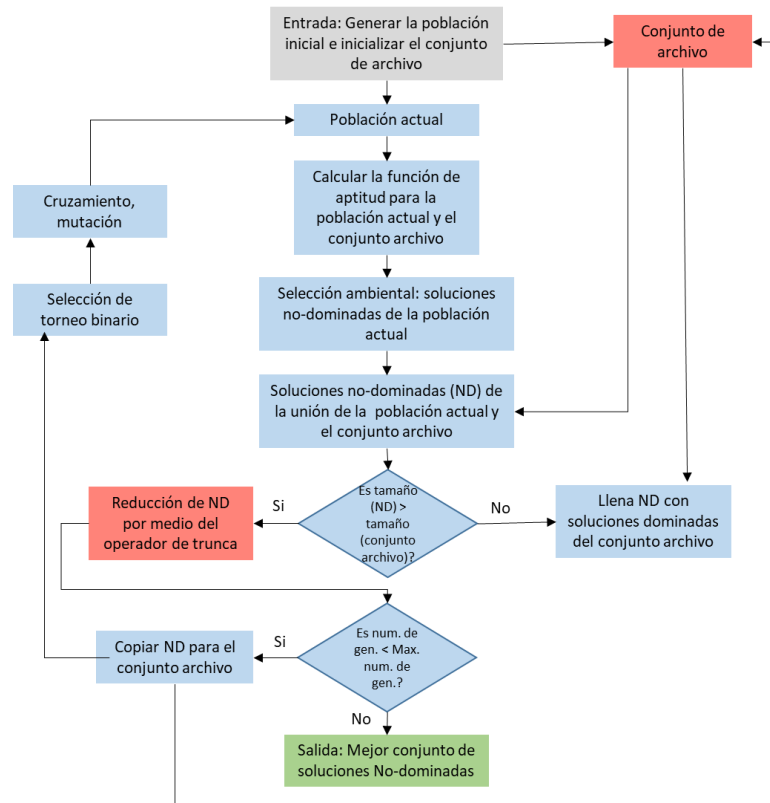 Entrada: Generar la población
inicial e inicializar el conjunto
de archivo
Conjunto de
archivo
Población actual
Calcular la función de
aptitud para la
población actual y el
conjunto archivo
Cruzamiento,
mutación
Selección de
torneo binario
Selección ambiental: soluciones
no-dominadas de la población
actual
Soluciones no-dominadas (ND) de
la unión de la población actual y
el conjunto archivo
Es tamaño
(ND) >
tamaño
(conjunto
archivo)?
Si
No
Reducción de ND
por medio del
operador de trunca
Llena ND con
soluciones dominadas
del conjunto archivo
Es num. de
gen. < Max.
num. de
gen.?
Si
Copiar ND para el
conjunto archivo
No
Salida: Mejor conjunto de
soluciones No-dominadas